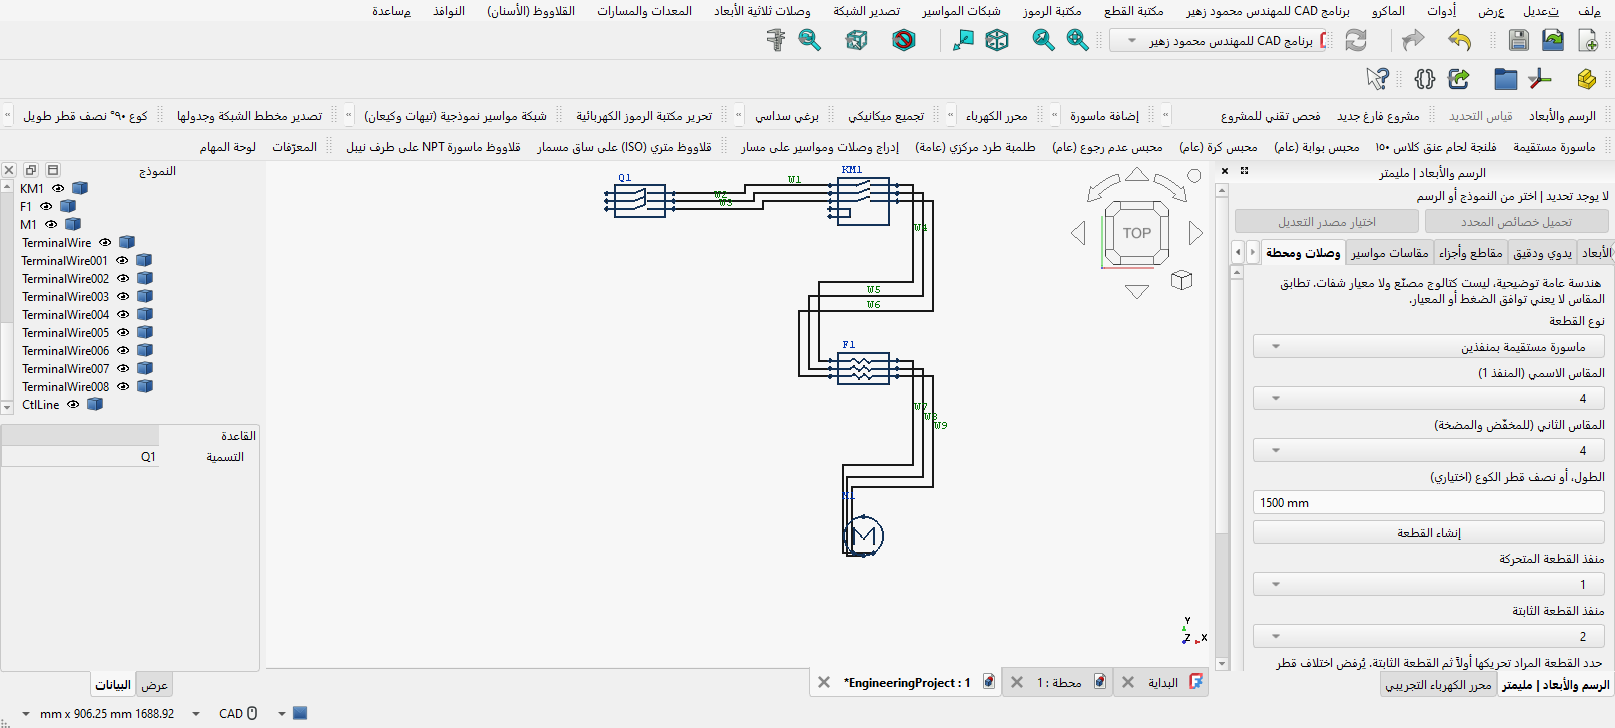 ملف تعديل عرض أدوات الماكرو برنامج CAD للمهندس محمود زهير مكتبة القطع مكتبة الرموز شبكات المواسير تصدير الشبكة وصلات ثلاثية الأبعاد المعدات والمسارات القلاووظ (الأسنان) النوافذ مساعدة
برنامج CAD للمهندس محمود زهير
الرسم والأبعاد قياس التحديد مشروع فارغ جديد فحص تقني للمشروع » إضافة ماسورة » محرر الكهرباء » تجميع ميكانيكي برغي سداسي » تحرير مكتبة الرموز الكهربائية شبكة مواسير نموذجية (تيهات وكيعان) » تصدير مخطط الشبكة وجدولها كوع ٩٠° نصف قطر طويل »
ماسورة مستقيمة فلنجة لحام عنق كلاس ١٥٠ محبس بوابة (عام) محبس كرة (عام) محبس عدم رجوع (عام) طلمبة طرد مركزي (عامة) إدراج وصلات ومواسير على مسار قلاووظ متري (ISO) على ساق مسمار قلاووظ ماسورة NPT على طرف نيبل المعرّفات لوحة المهام
النموذج
KM1
F1
M1
TerminalWire
TerminalWire001
TerminalWire002
TerminalWire003
TerminalWire004
TerminalWire005
TerminalWire006
TerminalWire007
TerminalWire008
CtlLine
القاعدة
التسمية Q1
عرض البيانات
Q1
W1
W2
W3
KM1
W4
W5
W6
F1
W7
W8
W9
M
TOP
Y
Z X
الرسم والأبعاد | مليمتر
لا يوجد تحديد | اختر من النموذج أو الرسم
تحميل خصائص المحدد اختيار مصدر التعديل
الأبعاد يدوي ودقيق مقاطع وأجزاء مقاسات مواسير وصلات ومحطة
هندسة عامة توضيحية، ليست كتالوج مصنّع ولا معيار شفات. تطابق
المقاس لا يعني توافق الضغط أو المعيار.
نوع القطعة
ماسورة مستقيمة بمنفذين
المقاس الاسمي (المنفذ 1)
4
المقاس الثاني (للمخفّض والمضخة)
4
الطول، أو نصف قطر الكوع (اختياري)
1500 mm
إنشاء القطعة
منفذ القطعة المتحركة
1
منفذ القطعة الثابتة
2
حدد القطعة المراد تحريكها أولاً ثم القطعة الثابتة. يُرفض اختلاف قطر
الرسم والأبعاد | مليمتر محرر الكهرباء التجريبي
البداية محطة : 1 EngineeringProject : 1*
CAD 1688.92 mm x 906.25 mm